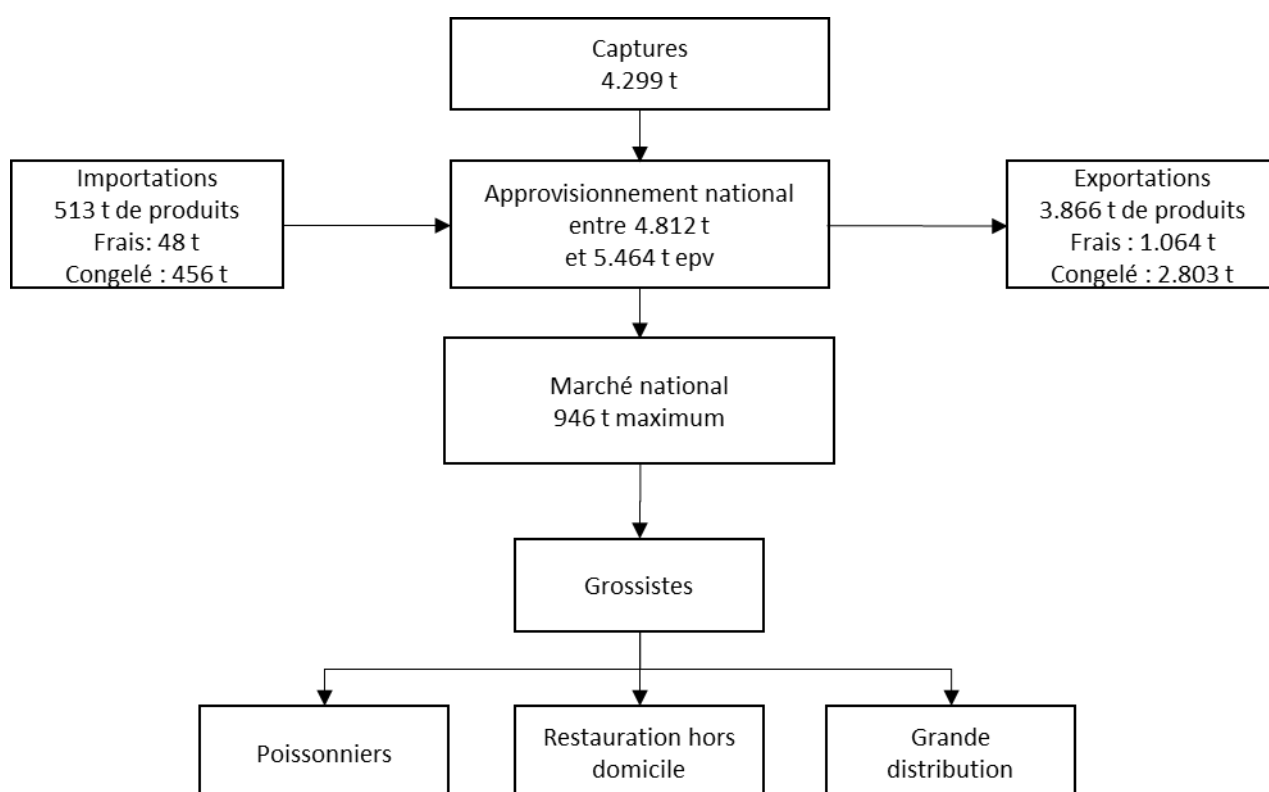 Captures
4.299 t
Importations
513 t de produits
Frais: 48 t
Congelé : 456 t
Approvisionnement national
entre 4.812 t
et 5.464 t epv
Exportations
3.866 t de produits
Frais : 1.064 t
Congelé : 2.803 t
Marché national
946 t maximum
Grossistes
Poissonniers
Restauration hors
domicile
Grande
distribution